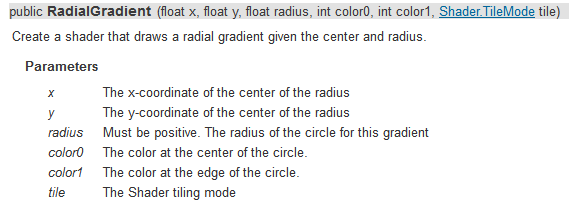 public RadialGradient (float x, float y, float radius, int color0, int color1, Shader.TileMode tile)
Create a shader that draws a radial gradient given the center and radius.
Parameters
x The x-coordinate of the center of the radius
y The y-coordinate of the center of the radius
radius Must be positive. The radius of the circle for this gradient
color0 The color at the center of the circle.
color1 The color at the edge of the circle.
tile The Shader tiling mode